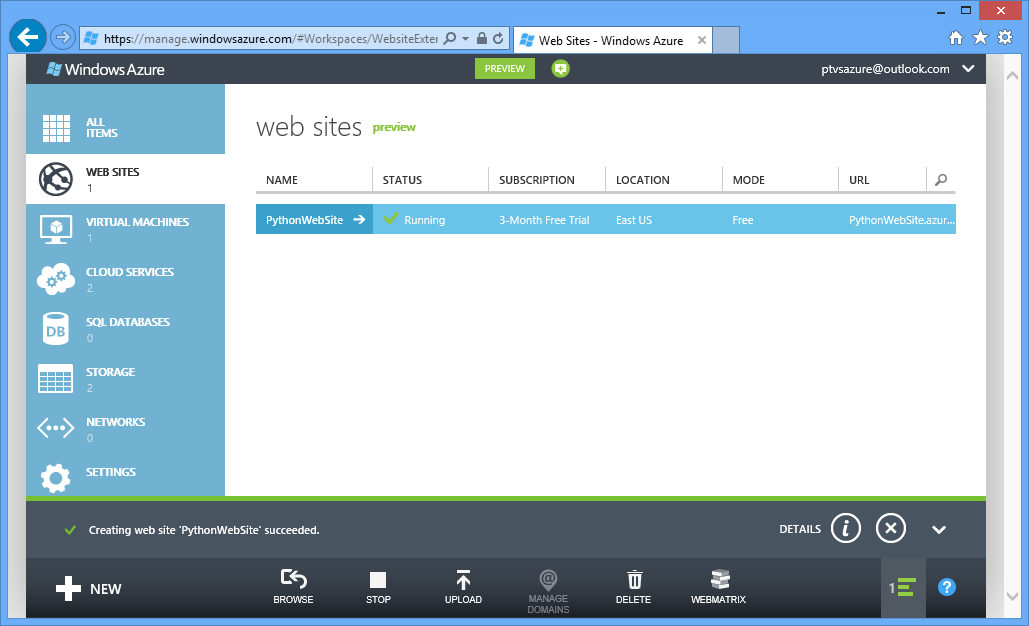 https://manage.windowsazure.com/#Workspaces/WebsiteExter
Web Sites - Windows Azure
Windows Azure
PREVIEW
ptvsazure@outlook.com
ALL
ITEMS
WEB SITES
1
VIRTUAL MACHINES
1
CLOUD SERVICES
2
DB
SQL DATABASES
0
STORAGE
2
NETWORKS
0
SETTINGS
web sites preview
NAME STATUS SUBSCRIPTION LOCATION MODE URL
PythonWebSite Running 3-Month Free Trial East US Free PythonWebSite.azur...
Creating web site 'PythonWebSite' succeeded.
DETAILS
NEW
BROWSE
STOP
UPLOAD
MANAGE
DOMAINS
DELETE
WEBMATRIX
1
?